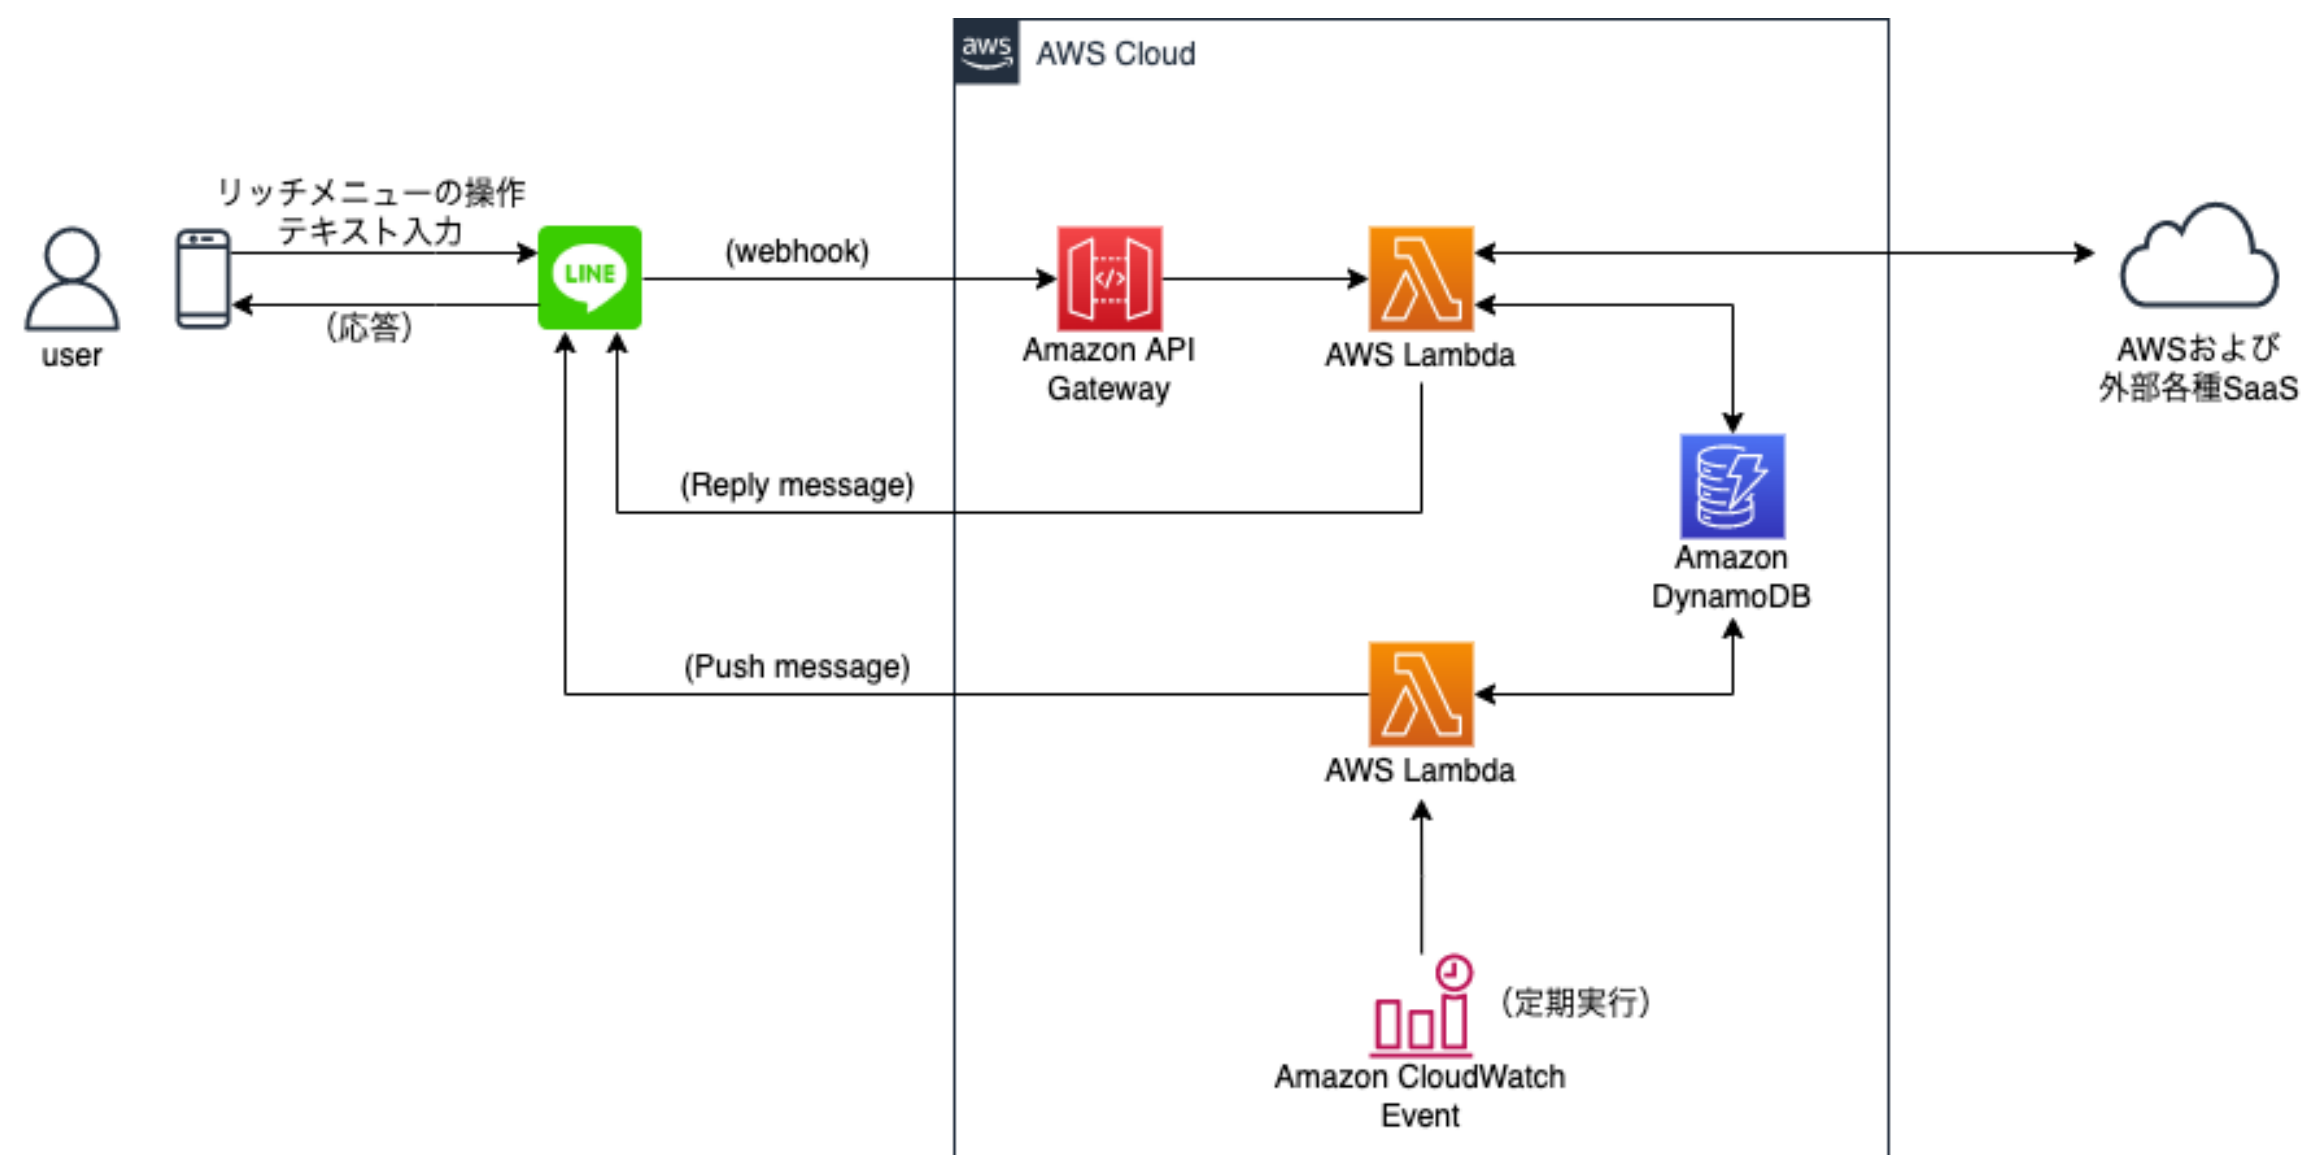 aws
AWS Cloud
リッチメニューの操作
テキスト入力
LINE
(応答)
user
(webhook)
</>
Amazon API
Gateway
AWS Lambda
AWSおよび
外部各種SaaS
(Reply message)
Amazon
DynamoDB
(Push message)
AWS Lambda
(定期実行)
Amazon CloudWatch
Event